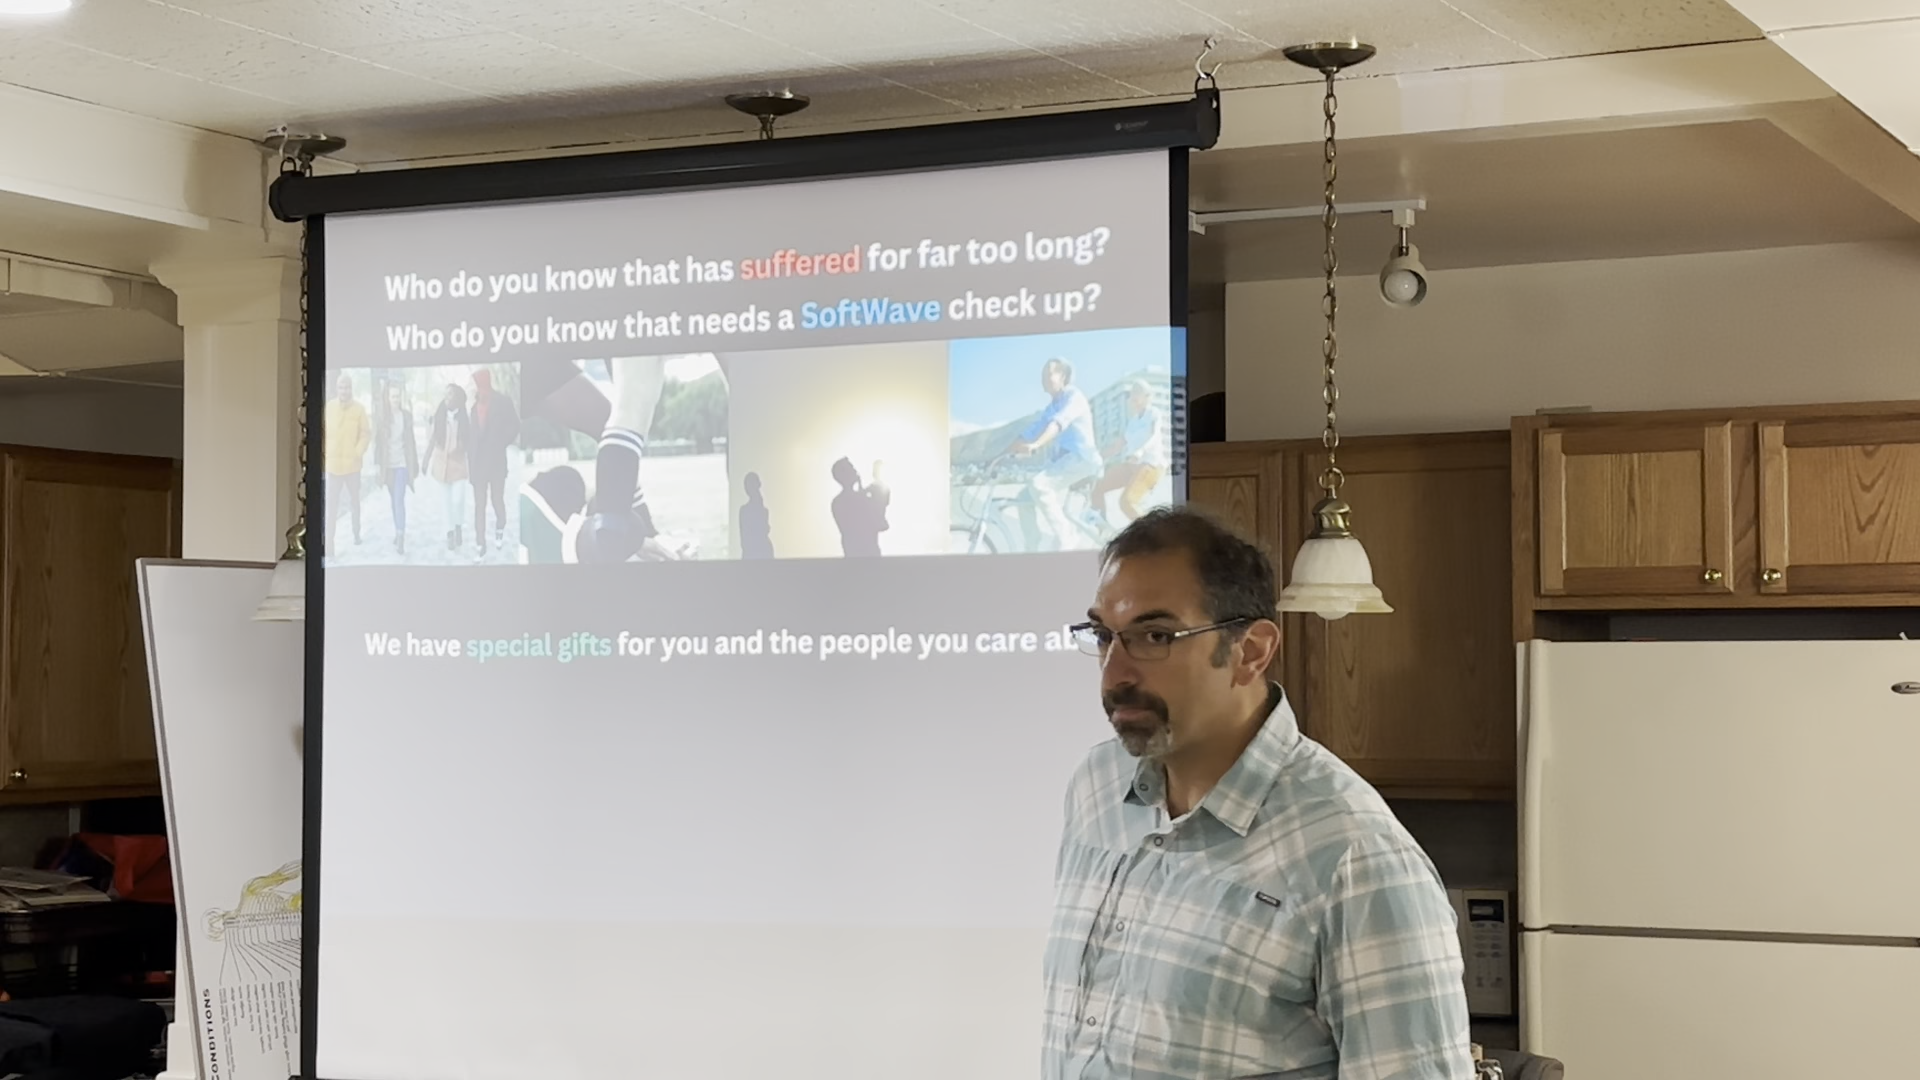 Who do you know that has suffered for far too long?
Who do you know that needs a SoftWave check up?
We have special gifts for you and the people you care ab
CONDITIONS